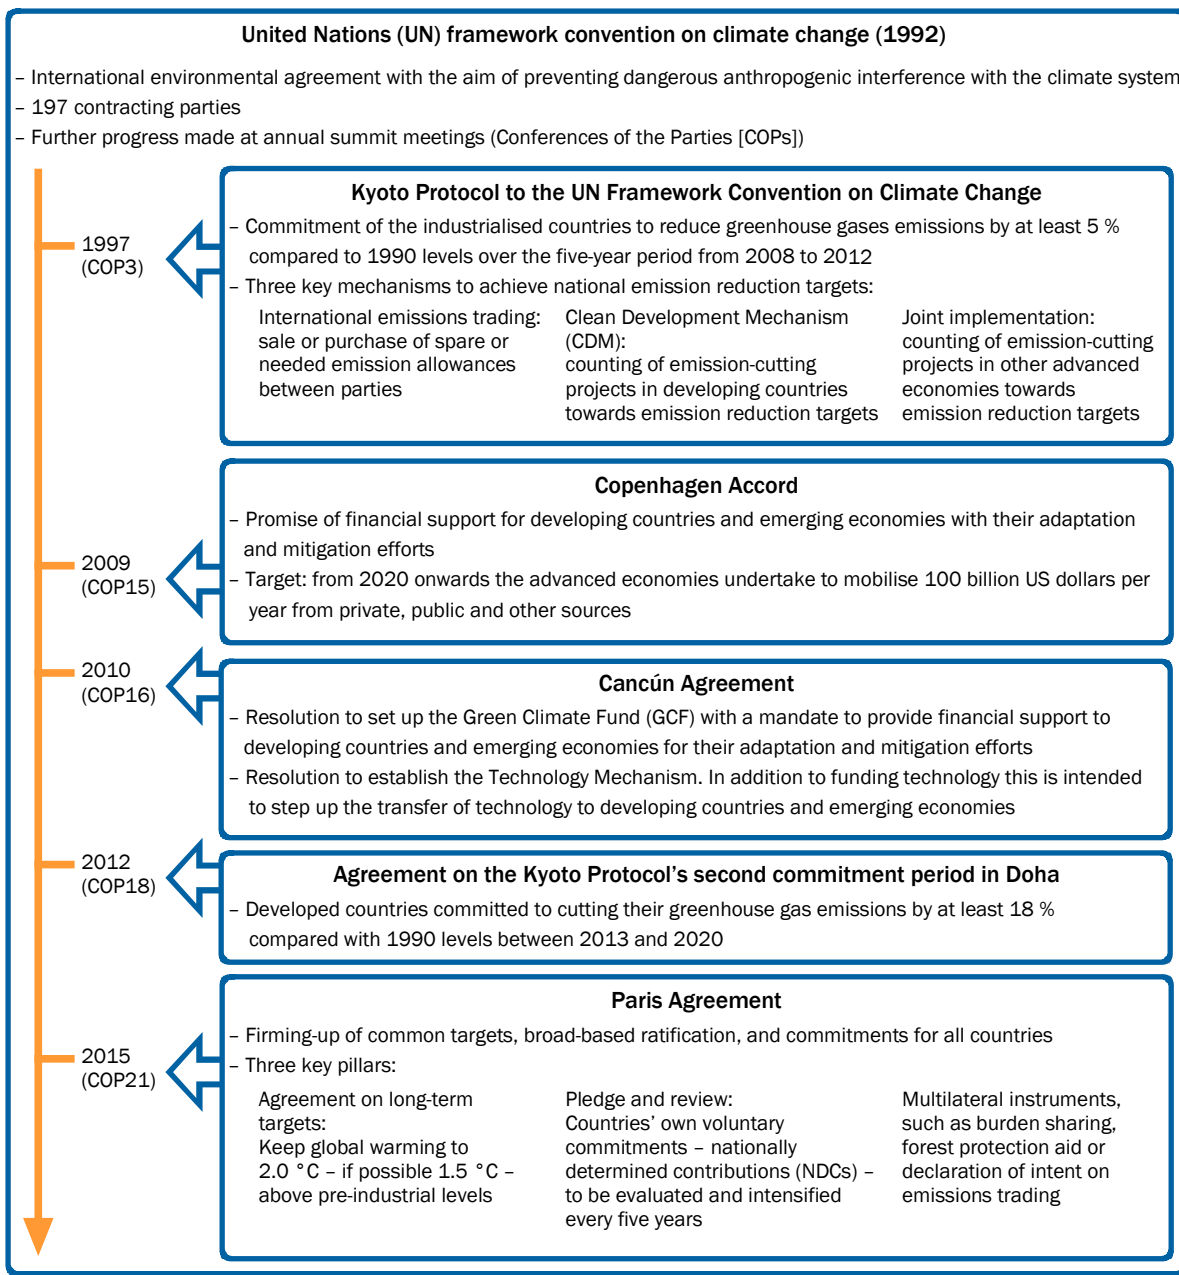 United Nations (UN) framework convention on climate change (1992)
– International environmental agreement with the aim of preventing dangerous anthropogenic interference with the climate system
– 197 contracting parties
– Further progress made at annual summit meetings (Conferences of the Parties [COPs])
1997
(COP3)
Kyoto Protocol to the UN Framework Convention on Climate Change
– Commitment of the industrialised countries to reduce greenhouse gases emissions by at least 5 %
compared to 1990 levels over the five-year period from 2008 to 2012
– Three key mechanisms to achieve national emission reduction targets:
International emissions trading:
sale or purchase of spare or
needed emission allowances
between parties
Clean Development Mechanism
(CDM):
counting of emission-cutting
projects in developing countries
towards emission reduction targets
Joint implementation:
counting of emission-cutting
projects in other advanced
economies towards
emission reduction targets
2009
(COP15)
Copenhagen Accord
– Promise of financial support for developing countries and emerging economies with their adaptation
and mitigation efforts
– Target: from 2020 onwards the advanced economies undertake to mobilise 100 billion US dollars per
year from private, public and other sources
2010
(COP16)
Cancún Agreement
– Resolution to set up the Green Climate Fund (GCF) with a mandate to provide financial support to
developing countries and emerging economies for their adaptation and mitigation efforts
– Resolution to establish the Technology Mechanism. In addition to funding technology this is intended
to step up the transfer of technology to developing countries and emerging economies
2012
(COP18)
Agreement on the Kyoto Protocol's second commitment period in Doha
– Developed countries committed to cutting their greenhouse gas emissions by at least 18 %
compared with 1990 levels between 2013 and 2020
2015
(COP21)
Paris Agreement
– Firming-up of common targets, broad-based ratification, and commitments for all countries
– Three key pillars:
Agreement on long-term
targets:
Keep global warming to
2.0 °C – if possible 1.5 °C –
above pre-industrial levels
Pledge and review:
Countries' own voluntary
commitments – nationally
determined contributions (NDCs) –
to be evaluated and intensified
every five years
Multilateral instruments,
such as burden sharing,
forest protection aid or
declaration of intent on
emissions trading